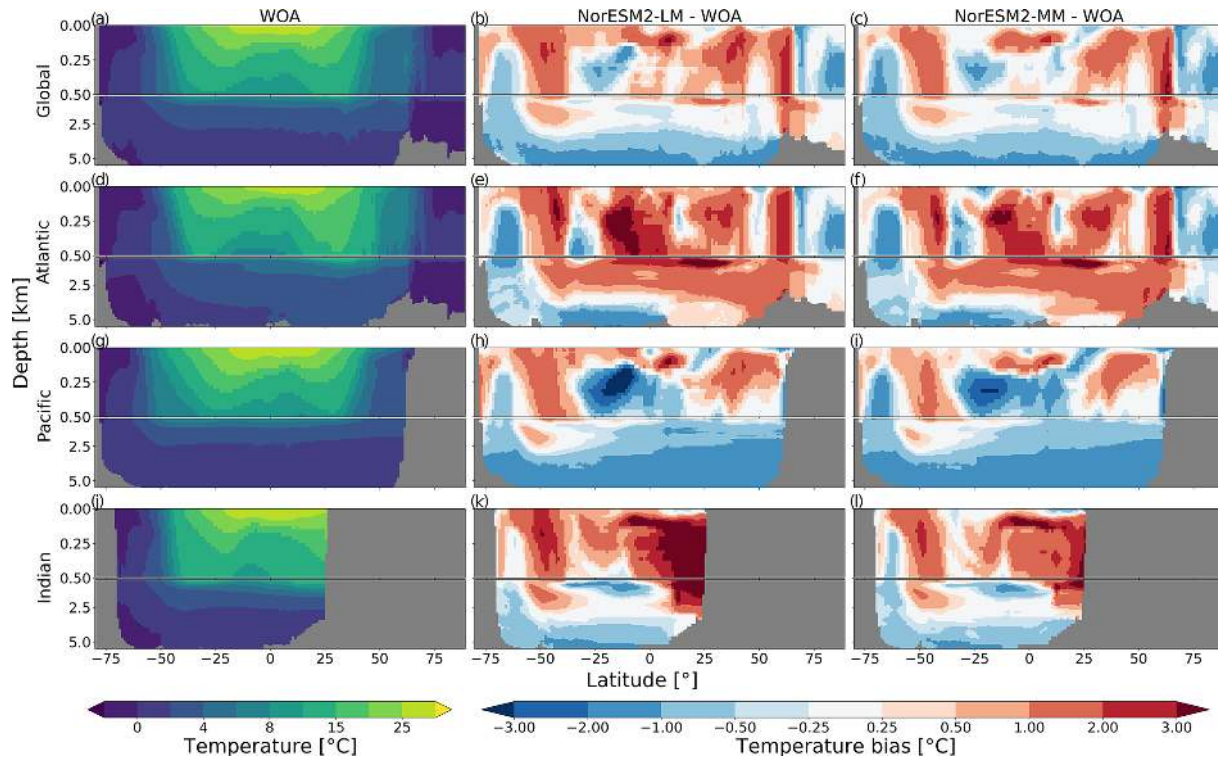 WOA NorESM2-LM - WOA NorESM2-MM - WOA
(a) (b) (c)
0.00
0.25
0.50
2.5
5.0
Global
(d) (e) (f)
0.00
0.25
0.50
2.5
5.0
Atlantic
Depth [km]
(g) (h) (i)
0.00
0.25
0.50
2.5
5.0
Pacific
(j) (k) (l)
0.00
0.25
0.50
2.5
5.0
Indian
−75 −50 −25 0 25 50 75 −75 −50 −25 0 25 50 75 −75 −50 −25 0 25 50 75
Latitude [°]
0 4 8 15 25
Temperature [°C]
−3.00 −2.00 −1.00 −0.50 −0.25 0.25 0.50 1.00 2.00 3.00
Temperature bias [°C]